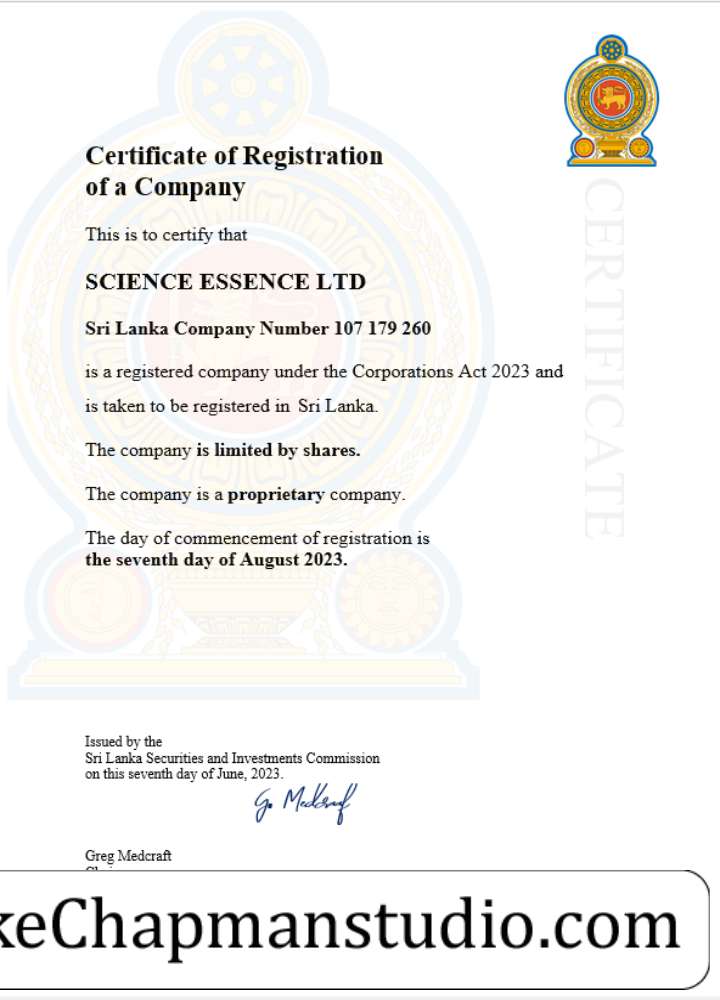 Certificate of Registration
of a Company
This is to certify that
SCIENCE ESSENCE LTD
Sri Lanka Company Number 107 179 260
is a registered company under the Corporations Act 2023 and
is taken to be registered in Sri Lanka.
The company is limited by shares.
The company is a proprietary company.
The day of commencement of registration is
the seventh day of August 2023.
CERTIFICATE
Issued by the
Sri Lanka Securities and Investments Commission
on this seventh day of June, 2023.
G. Medcraf
Greg Medcraft
keChapmanstudio.com